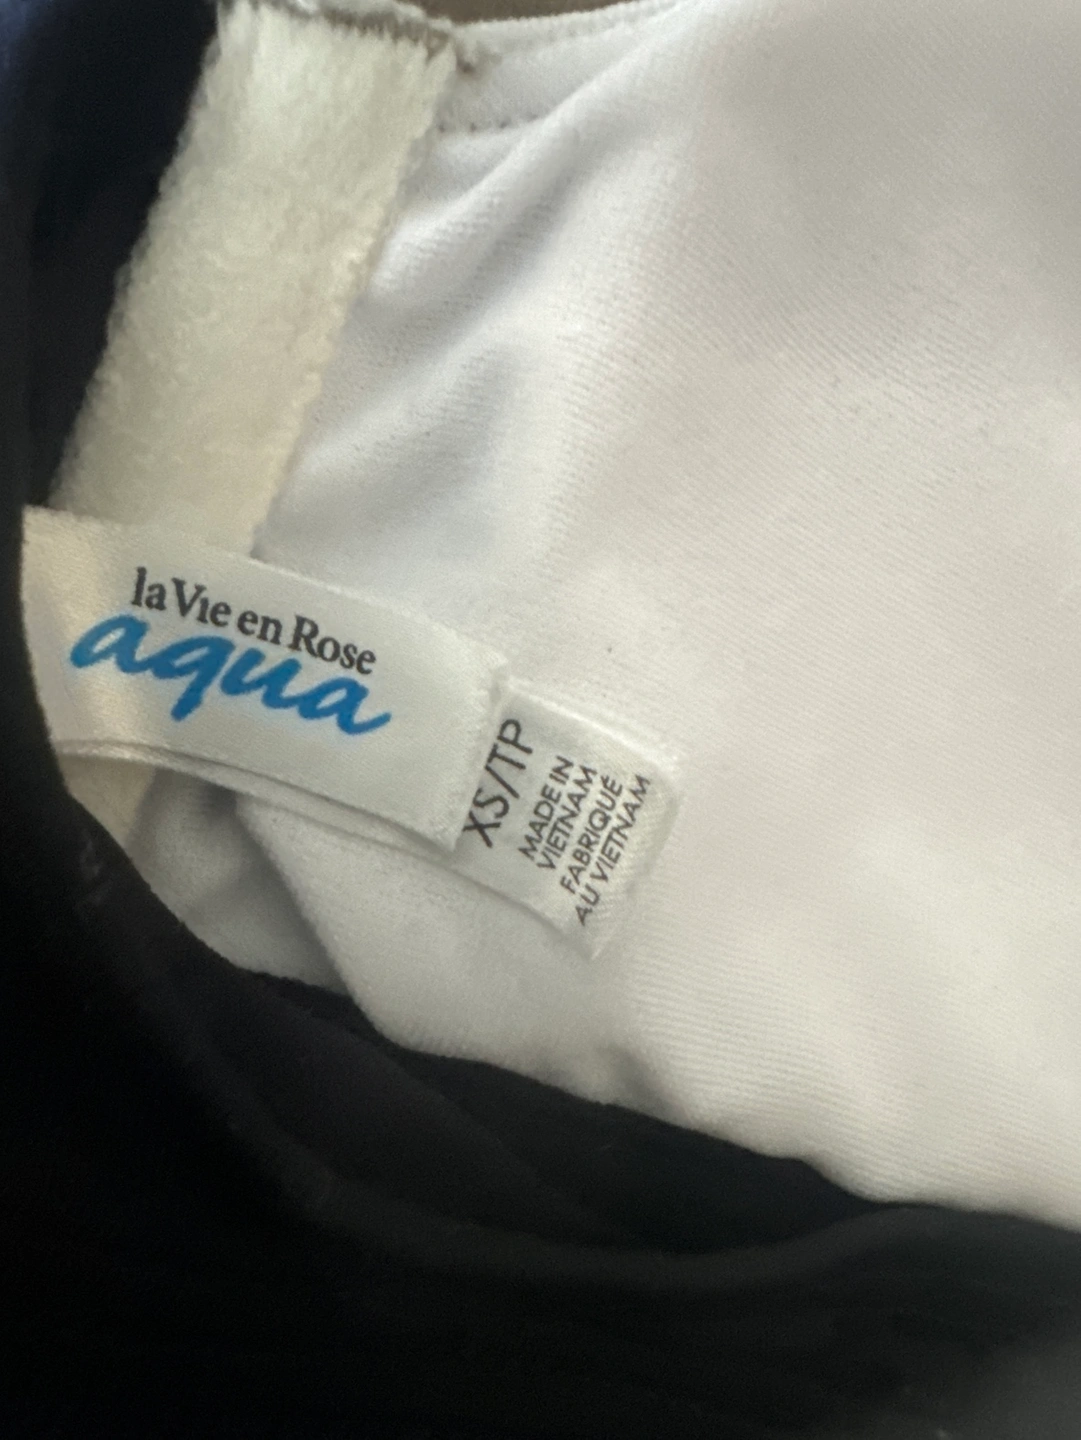 la Vie en Rose
aqua
XS/TP
MADE IN
VIETNAM
FABRIQUÉ
AU VIETNAM